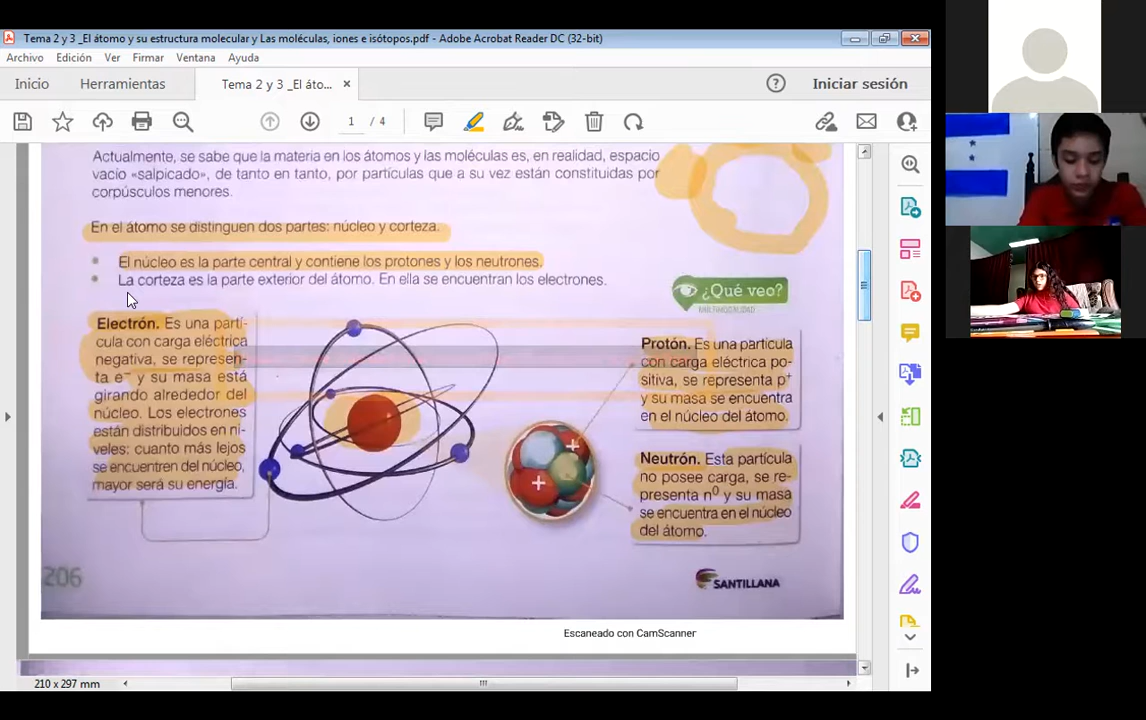 Tema 2 y 3 _El átomo y su estructura molecular y Las moléculas, iones e isótopos.pdf - Adobe Acrobat Reader DC (32-bit)
Archivo Edición Ver Firmar Ventana Ayuda
Inicio Herramientas Tema 2 y 3 _El áto... × ? Iniciar sesión
1 / 4
Actualmente, se sabe que la materia en los átomos y las moléculas es, en realidad, espacio
vacío «salpicado», de tanto en tanto, por partículas que a su vez están constituidas por
corpúsculos menores.
En el átomo se distinguen dos partes: núcleo y corteza.
• El núcleo es la parte central y contiene los protones y los neutrones.
• La corteza es la parte exterior del átomo. En ella se encuentran los electrones.
¿Qué veo?
MULTIMODALIDAD
Electrón. Es una partí-
cula con carga eléctrica
negativa, se represen-
ta e⁻ y su masa está
girando alrededor del
núcleo. Los electrones
están distribuidos en ni-
veles: cuanto más lejos
se encuentren del núcleo,
mayor será su energía.
+
+
Protón. Es una partícula
con carga eléctrica po-
sitiva, se representa p⁺
y su masa se encuentra
en el núcleo del átomo.
Neutrón. Esta partícula
no posee carga, se re-
presenta n⁰ y su masa
se encuentra en el núcleo
del átomo.
206
SANTILLANA
Escaneado con CamScanner
210 x 297 mm